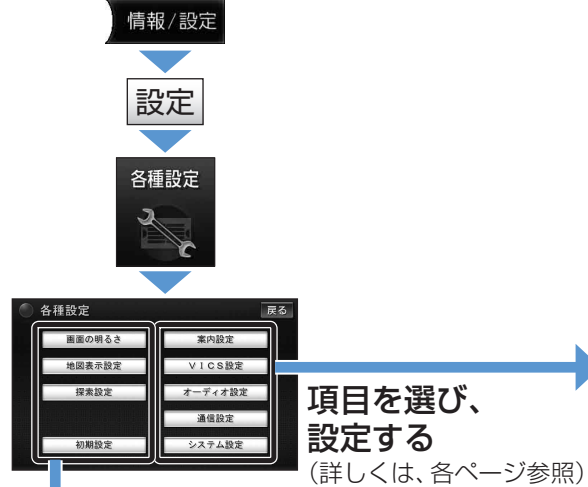 情報/設定
設定
各種設定
各種設定
戻る
画面の明るさ
案内設定
地図表示設定
VICS設定
探索設定
オーディオ設定
通信設定
初期設定
システム設定
項目を選び、
設定する
(詳しくは、各ページ参照)